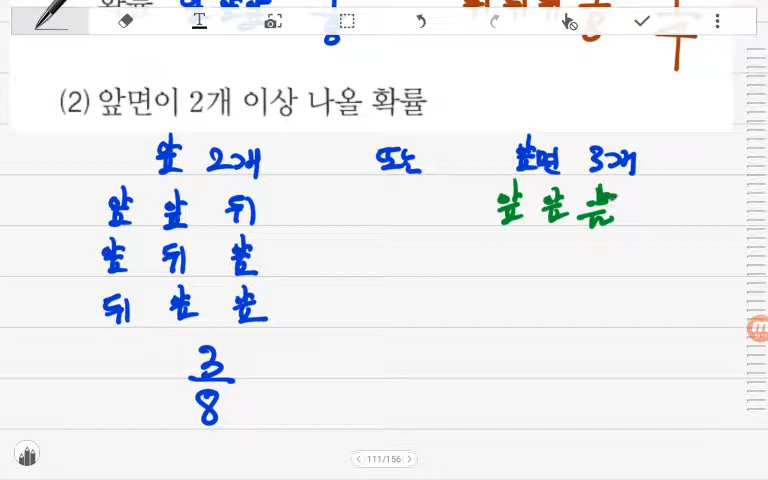 (2) 앞면이 2개 이상 나올 확률
앞 2개 또는 앞면 3개
앞 앞 뒤 앞 앞 앞
앞 뒤 앞
뒤 앞 앞
3
8
111/156